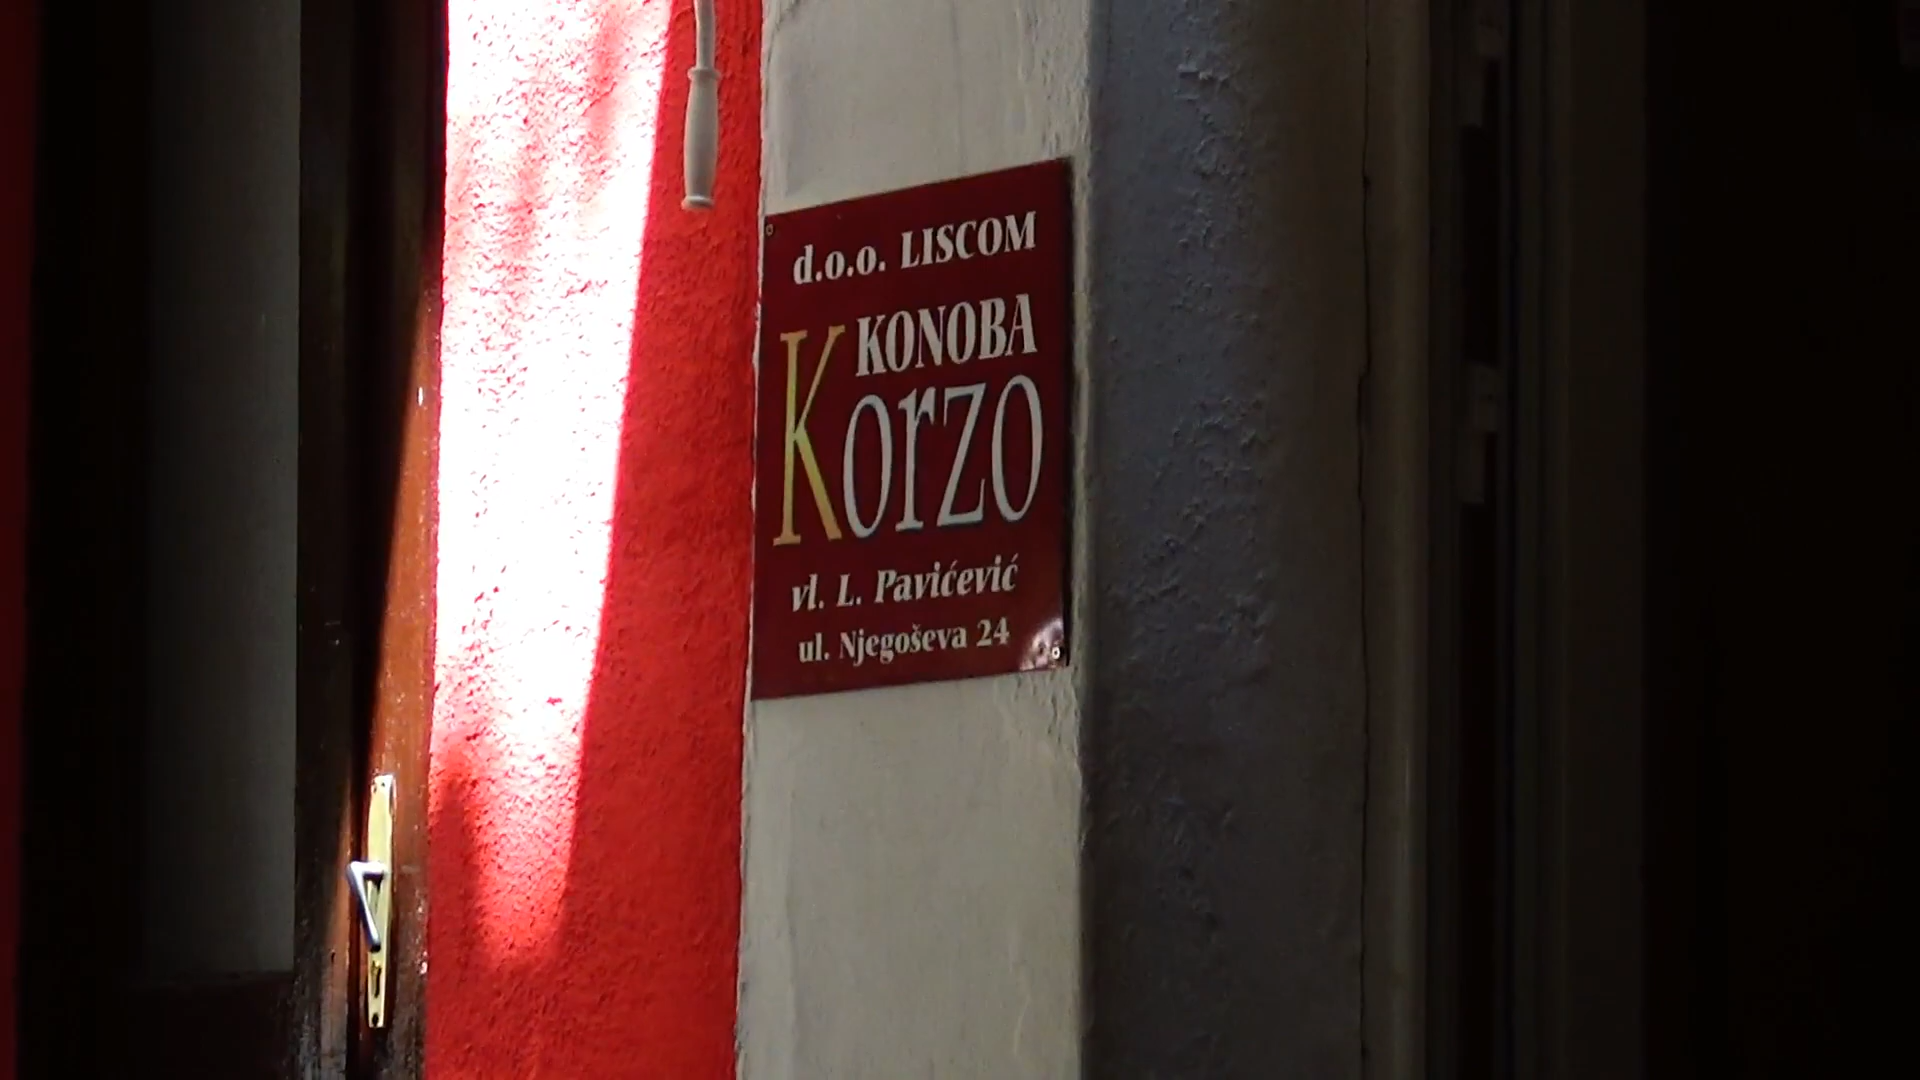 d.o.o. LISCOM
KONOBA
Korzo
vl. L. Pavićević
ul. Njegoševa 24